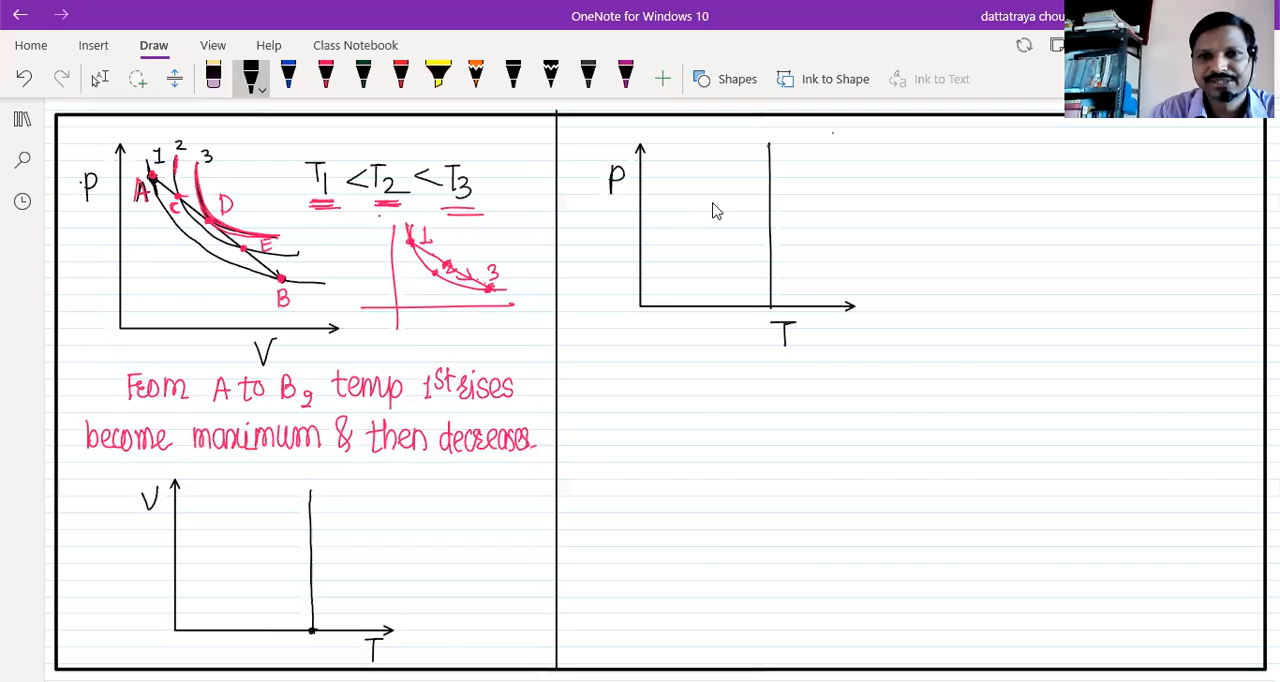 OneNote for Windows 10
dattatraya chou
Home Insert Draw View Help Class Notebook
Shapes Ink to Shape Ink to Text
P
1 2 3
A C D E B
V
T1 < T2 < T3
1 2 3
From A to B, temp 1st rises
become maximum & then decreases.
V
T
P
T